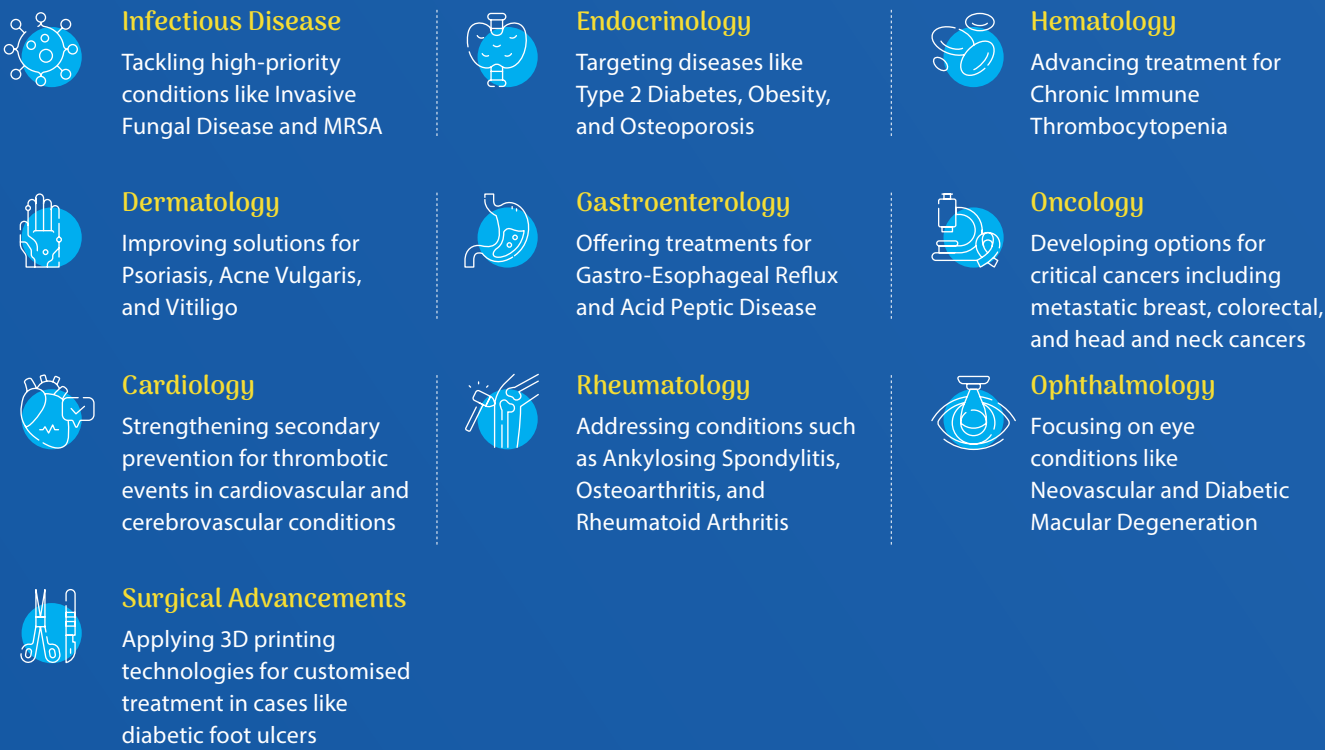 Infectious Disease
Tackling high-priority
conditions like Invasive
Fungal Disease and MRSA
Endocrinology
Targeting diseases like
Type 2 Diabetes, Obesity,
and Osteoporosis
Hematology
Advancing treatment for
Chronic Immune
Thrombocytopenia
Dermatology
Improving solutions for
Psoriasis, Acne Vulgaris,
and Vitiligo
Gastroenterology
Offering treatments for
Gastro-Esophageal Reflux
and Acid Peptic Disease
Oncology
Developing options for
critical cancers including
metastatic breast, colorectal,
and head and neck cancers
Cardiology
Strengthening secondary
prevention for thrombotic
events in cardiovascular and
cerebrovascular conditions
Rheumatology
Addressing conditions such
as Ankylosing Spondylitis,
Osteoarthritis, and
Rheumatoid Arthritis
Ophthalmology
Focusing on eye
conditions like
Neovascular and Diabetic
Macular Degeneration
Surgical Advancements
Applying 3D printing
technologies for customised
treatment in cases like
diabetic foot ulcers